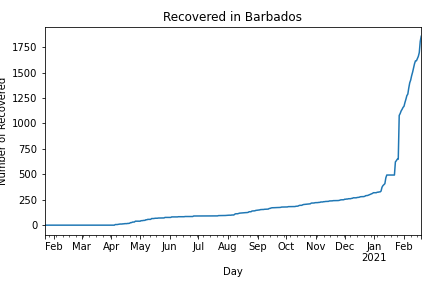 Recovered in Barbados
Number of Recovered
1750
1500
1250
1000
750
500
250
0
Feb Mar Apr May Jun Jul Aug Sep Oct Nov Dec Jan Feb
2021
Day